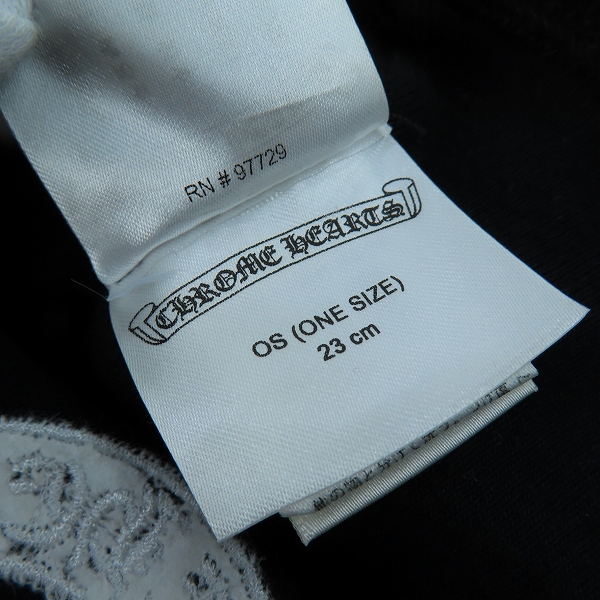 RN # 97729
CHROME HEARTS
OS (ONE SIZE)
23 cm